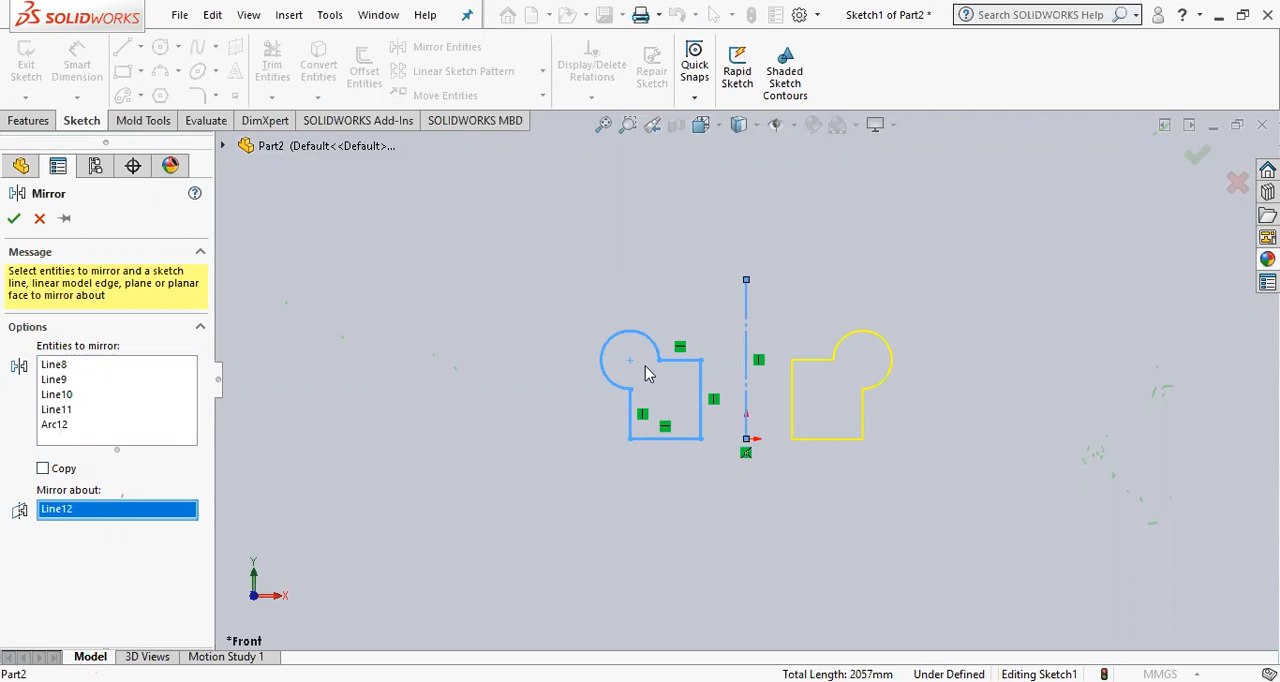 SOLIDWORKS File Edit View Insert Tools Window Help Sketch1 of Part2 * Search SOLIDWORKS Help ?
Exit Sketch
Smart Dimension
Trim Entities
Convert Entities
Offset Entities
Mirror Entities
Linear Sketch Pattern
Move Entities
Display/Delete Relations
Repair Sketch
Quick Snaps
Rapid Sketch
Shaded Sketch Contours
Features Sketch Mold Tools Evaluate DimXpert SOLIDWORKS Add-Ins SOLIDWORKS MBD
Part2 (Default<<Default>...
Mirror ?
Message
Select entities to mirror and a sketch
line, linear model edge, plane or planar
face to mirror about
Options
Entities to mirror:
Line8
Line9
Line10
Line11
Arc12
Copy
Mirror about:
Line12
Y
X
*Front
Model 3D Views Motion Study 1
Part2 Total Length: 2057mm Under Defined Editing Sketch1 MMGS